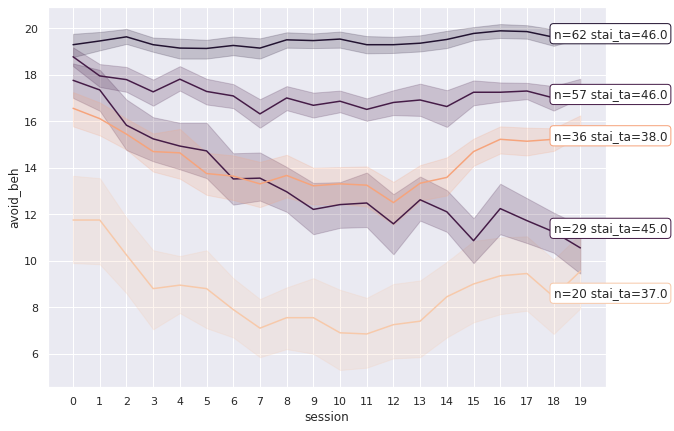 20
18
16
14
12
10
8
6
avoid_beh
n=62 stai_ta=46.0
n=57 stai_ta=46.0
n=36 stai_ta=38.0
n=29 stai_ta=45.0
n=20 stai_ta=37.0
0 1 2 3 4 5 6 7 8 9 10 11 12 13 14 15 16 17 18 19
session